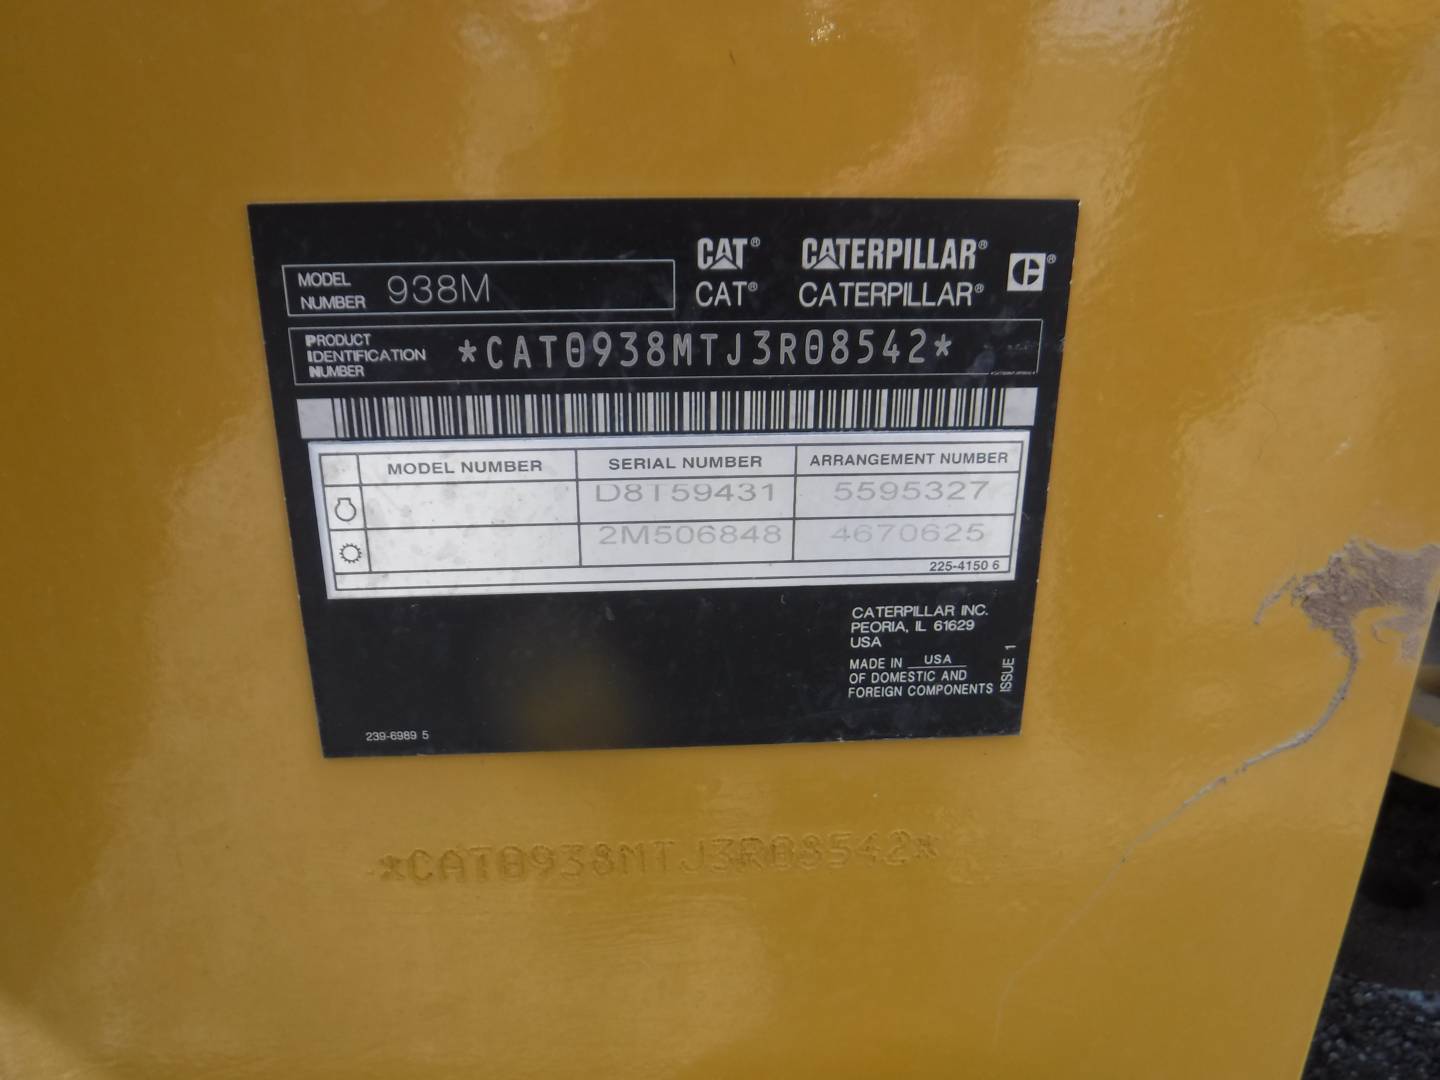 CAT® CATERPILLAR®
MODEL NUMBER 938M
CAT® CATERPILLAR®
PRODUCT IDENTIFICATION NUMBER *CAT0938MTJ3R08542*
MODEL NUMBER SERIAL NUMBER ARRANGEMENT NUMBER
D8T59431 5595327
2M506848 4670625
225-4150 6
CATERPILLAR INC.
PEORIA, IL 61629
USA
MADE IN USA
OF DOMESTIC AND
FOREIGN COMPONENTS
ISSUE 1
239-6989 5
*CAT0938MTJ3R08542*